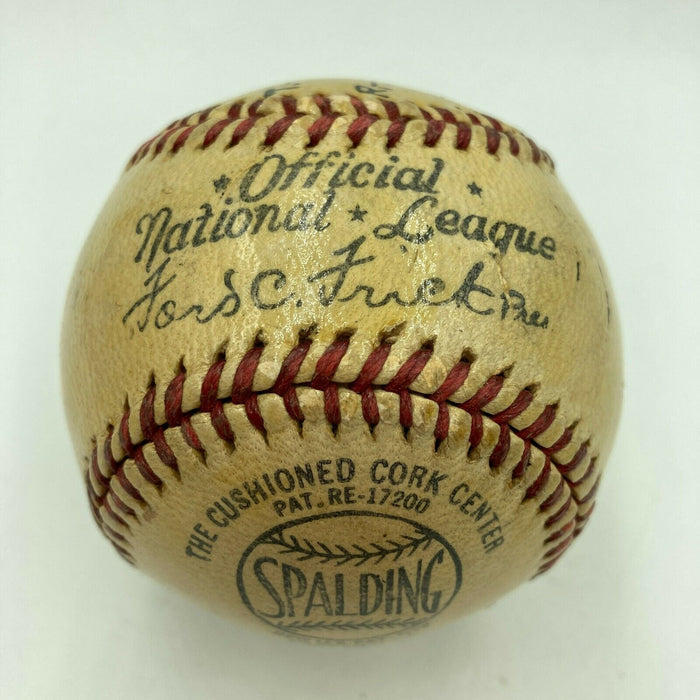 ★ Official ★
National ★ League
Ford C. Frick Pres
THE CUSHIONED CORK CENTER
PAT. RE-17200
SPALDING